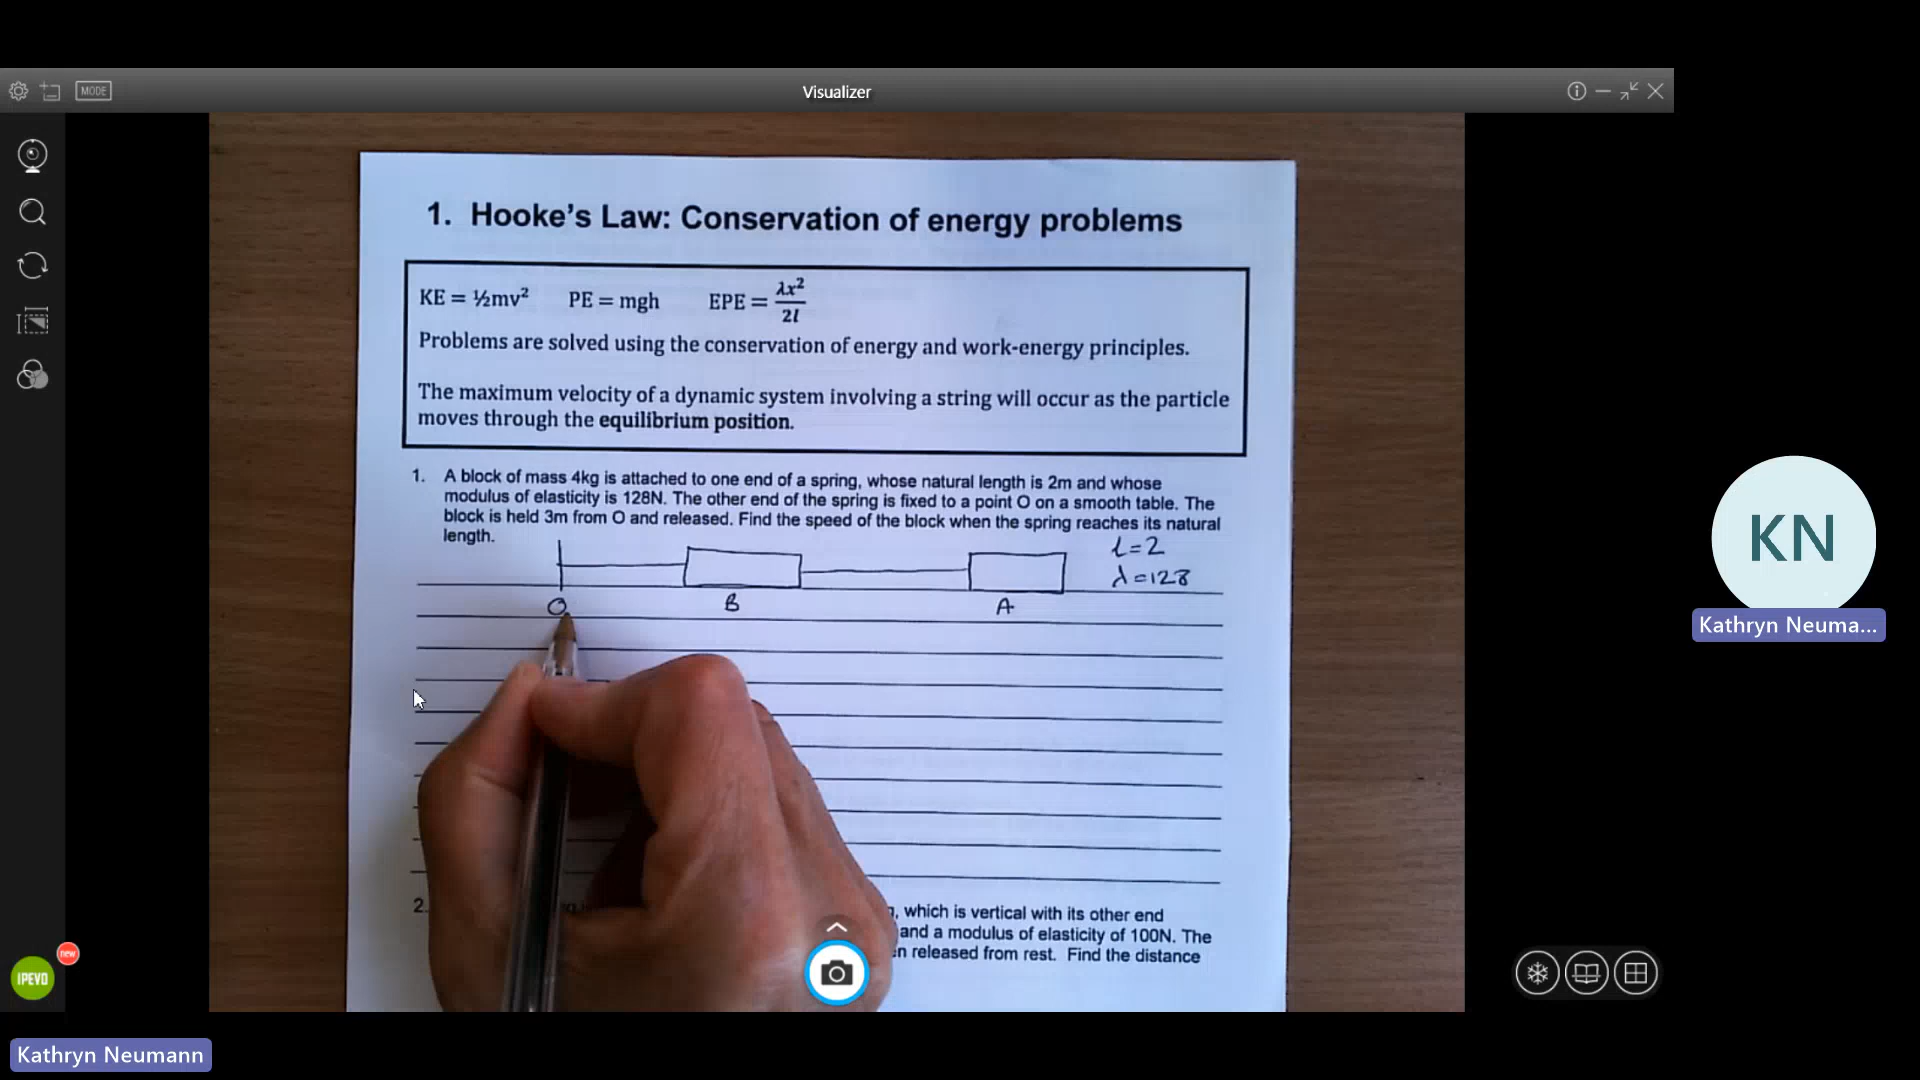 MODE
Visualizer
1. Hooke's Law: Conservation of energy problems
KE = ½mv² PE = mgh EPE = λx²/2l
Problems are solved using the conservation of energy and work-energy principles.
The maximum velocity of a dynamic system involving a string will occur as the particle
moves through the equilibrium position.
1. A block of mass 4kg is attached to one end of a spring, whose natural length is 2m and whose
modulus of elasticity is 128N. The other end of the spring is fixed to a point O on a smooth table. The
block is held 3m from O and released. Find the speed of the block when the spring reaches its natural
length.
l=2
λ=128
O B A
2.
, which is vertical with its other end
and a modulus of elasticity of 100N. The
released from rest. Find the distance
KN
Kathryn Neuma...
new
IPEVO
Kathryn Neumann